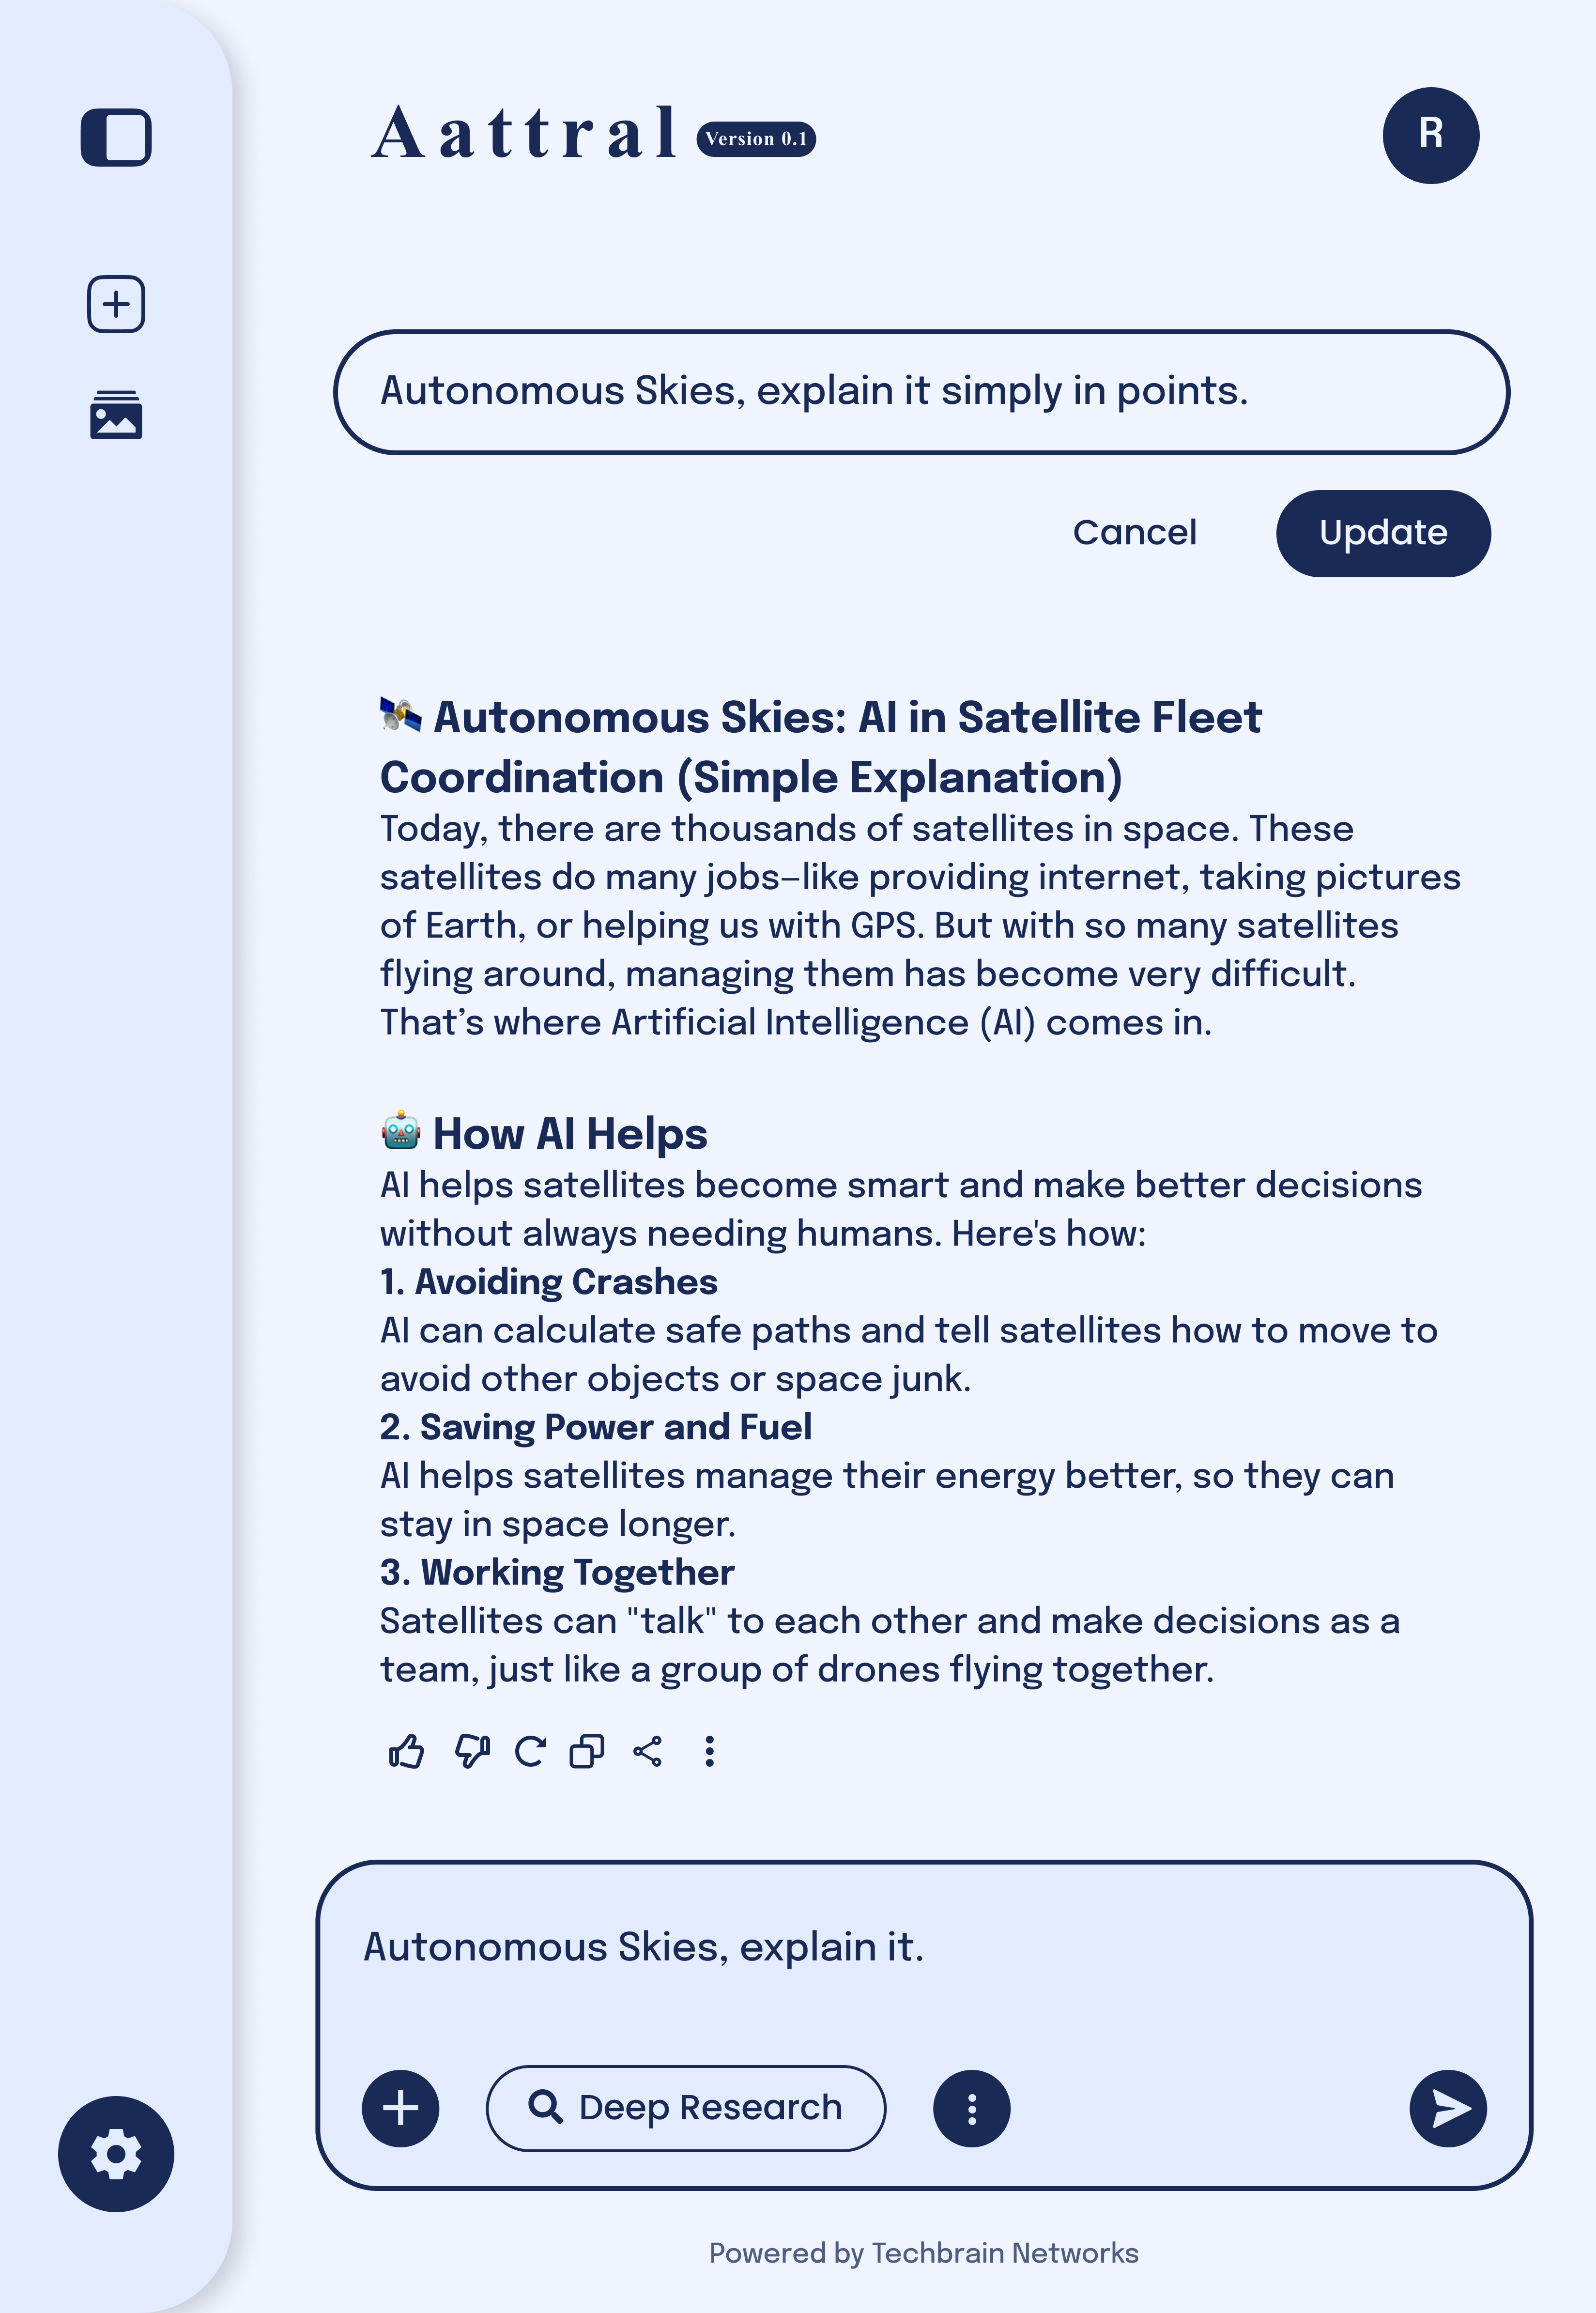 Aattral Version 0.1
R
Autonomous Skies, explain it simply in points.
Cancel
Update
Autonomous Skies: AI in Satellite Fleet
Coordination (Simple Explanation)
Today, there are thousands of satellites in space. These
satellites do many jobs—like providing internet, taking pictures
of Earth, or helping us with GPS. But with so many satellites
flying around, managing them has become very difficult.
That’s where Artificial Intelligence (AI) comes in.
How AI Helps
AI helps satellites become smart and make better decisions
without always needing humans. Here's how:
1. Avoiding Crashes
AI can calculate safe paths and tell satellites how to move to
avoid other objects or space junk.
2. Saving Power and Fuel
AI helps satellites manage their energy better, so they can
stay in space longer.
3. Working Together
Satellites can "talk" to each other and make decisions as a
team, just like a group of drones flying together.
Autonomous Skies, explain it.
Deep Research
Powered by Techbrain Networks